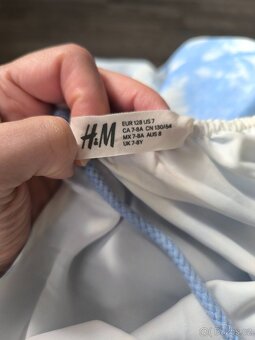 H&M
EUR 128 US 7
CA 7-8A CN 130/64
MX 7-8A AUS 8
UK 7-8Y